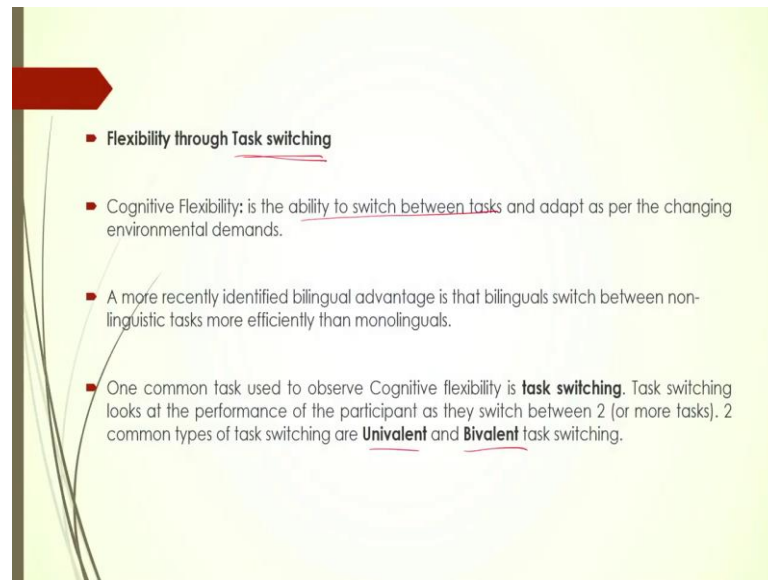 Flexibility through Task switching
Cognitive Flexibility: is the ability to switch between tasks and adapt as per the changing
environmental demands.
A more recently identified bilingual advantage is that bilinguals switch between non-
linguistic tasks more efficiently than monolinguals.
One common task used to observe Cognitive flexibility is task switching. Task switching
looks at the performance of the participant as they switch between 2 (or more tasks). 2
common types of task switching are Univalent and Bivalent task switching.